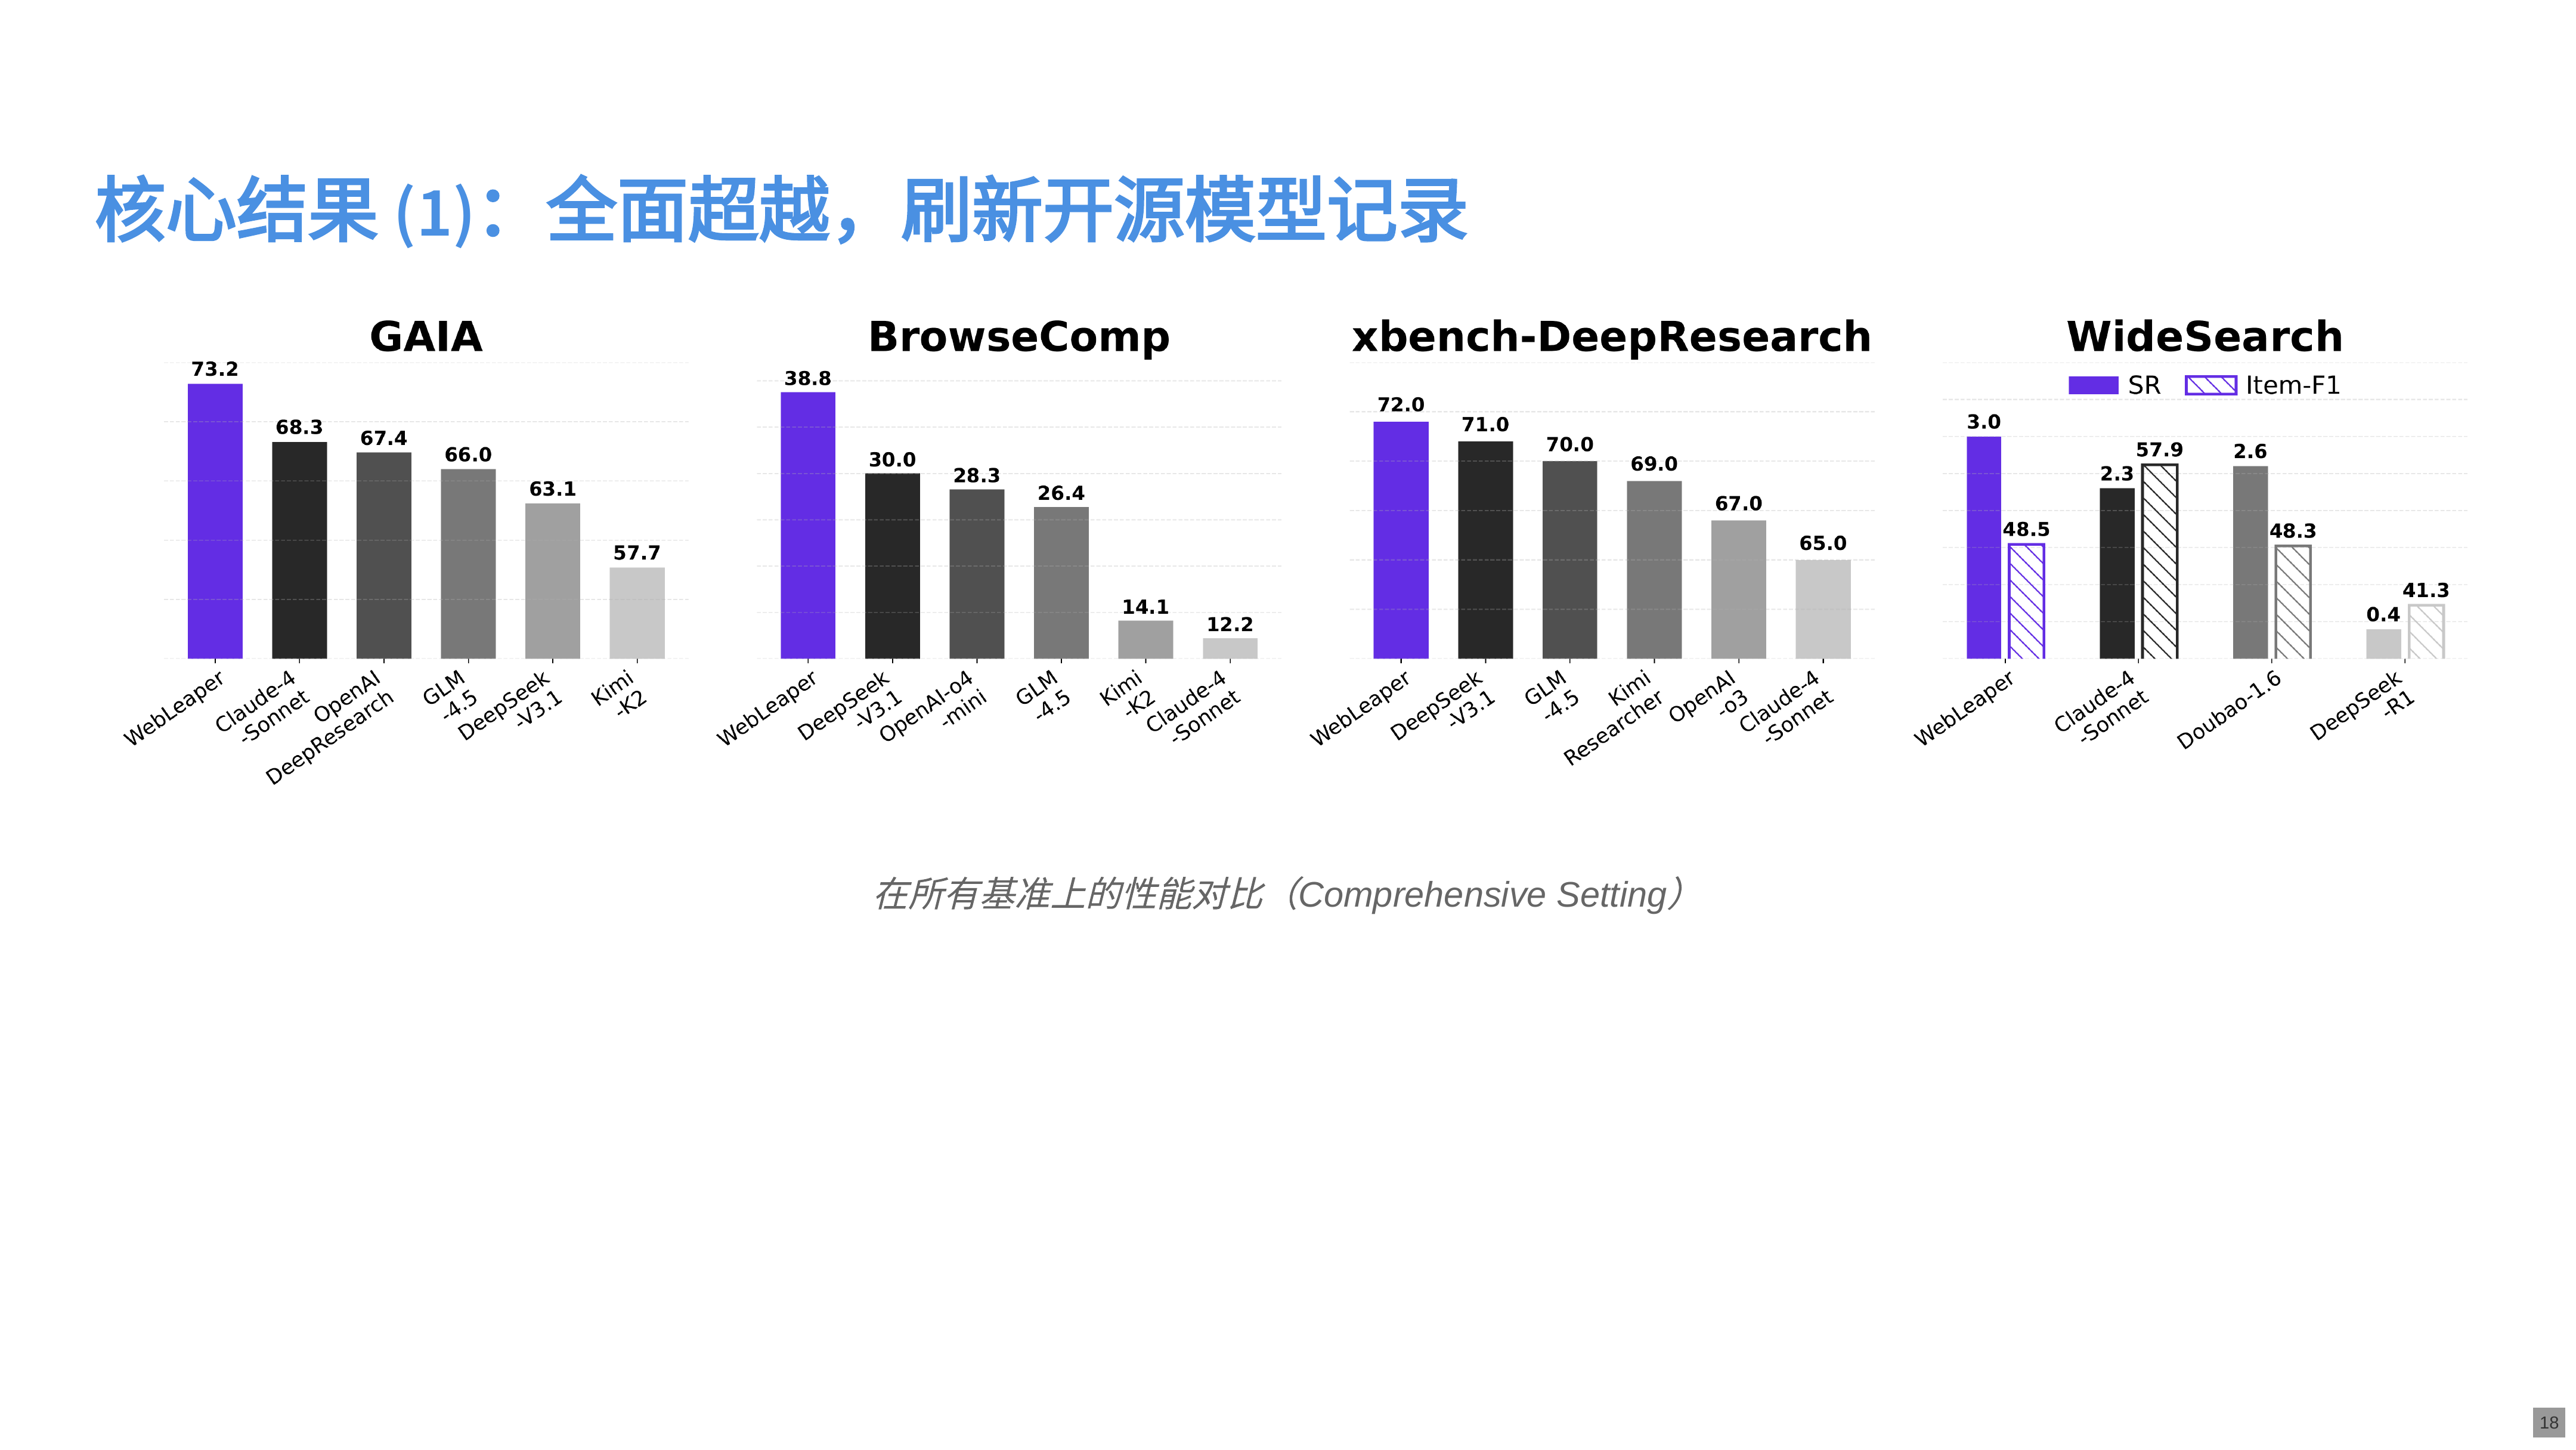 核心结果 (1)：全面超越，刷新开源模型记录
GAIA
73.2
68.3
67.4
66.0
63.1
57.7
WebLeaper
Claude-4
-Sonnet
OpenAI
DeepResearch
GLM
-4.5
DeepSeek
-V3.1
Kimi
-K2
BrowseComp
38.8
30.0
28.3
26.4
14.1
12.2
WebLeaper
DeepSeek
-V3.1
OpenAI-o4
-mini
GLM
-4.5
Kimi
-K2
Claude-4
-Sonnet
xbench-DeepResearch
72.0
71.0
70.0
69.0
67.0
65.0
WebLeaper
DeepSeek
-V3.1
GLM
-4.5
Kimi
Researcher
OpenAI
-o3
Claude-4
-Sonnet
WideSearch
SR
Item-F1
3.0
48.5
2.3
57.9
2.6
48.3
0.4
41.3
WebLeaper
Claude-4
-Sonnet
Doubao-1.6
DeepSeek
-R1
在所有基准上的性能对比（Comprehensive Setting）
18